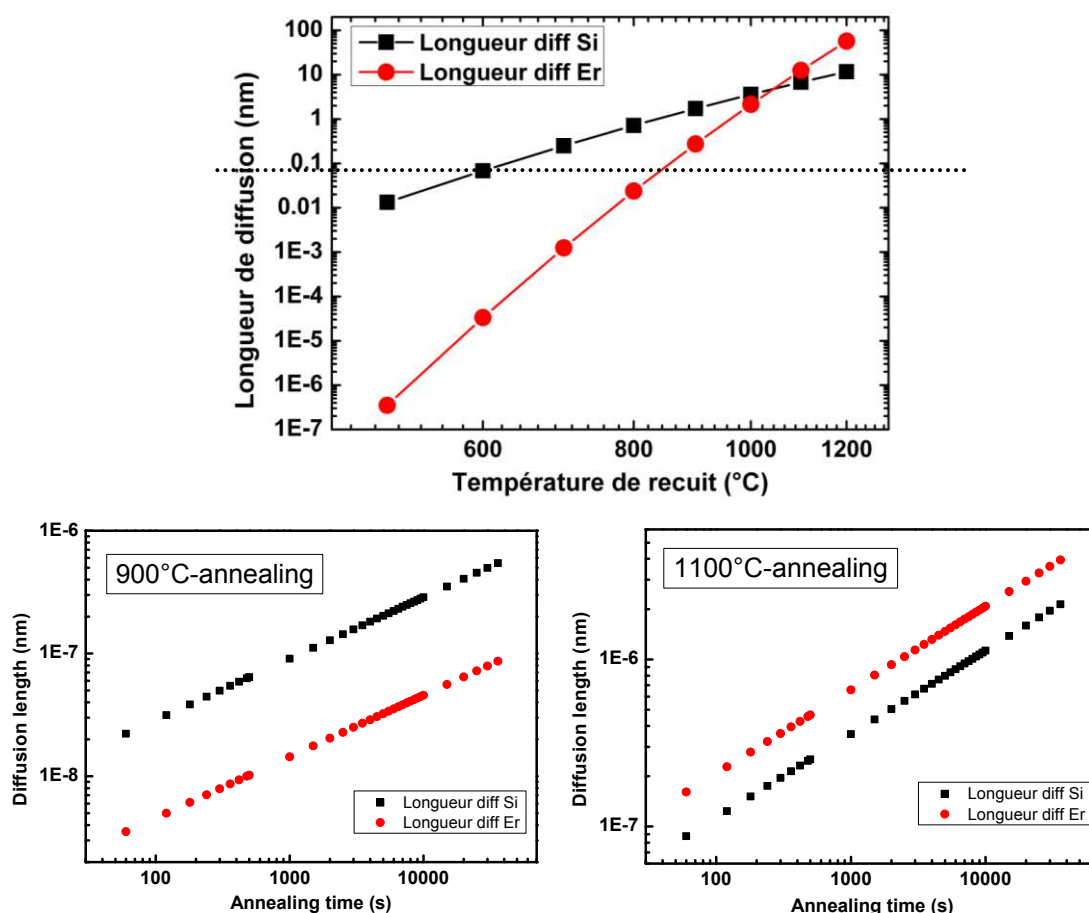 Longueur de diffusion (nm)
100
10
1
0.1
0.01
1E-3
1E-4
1E-5
1E-6
1E-7
Longueur diff Si
Longueur diff Er
600 800 1000 1200
Température de recuit (°C)
Diffusion length (nm)
1E-6
1E-7
1E-8
900°C-annealing
Longueur diff Si
Longueur diff Er
100 1000 10000
Annealing time (s)
Diffusion length (nm)
1E-6
1E-7
1100°C-annealing
Longueur diff Si
Longueur diff Er
100 1000 10000
Annealing time (s)